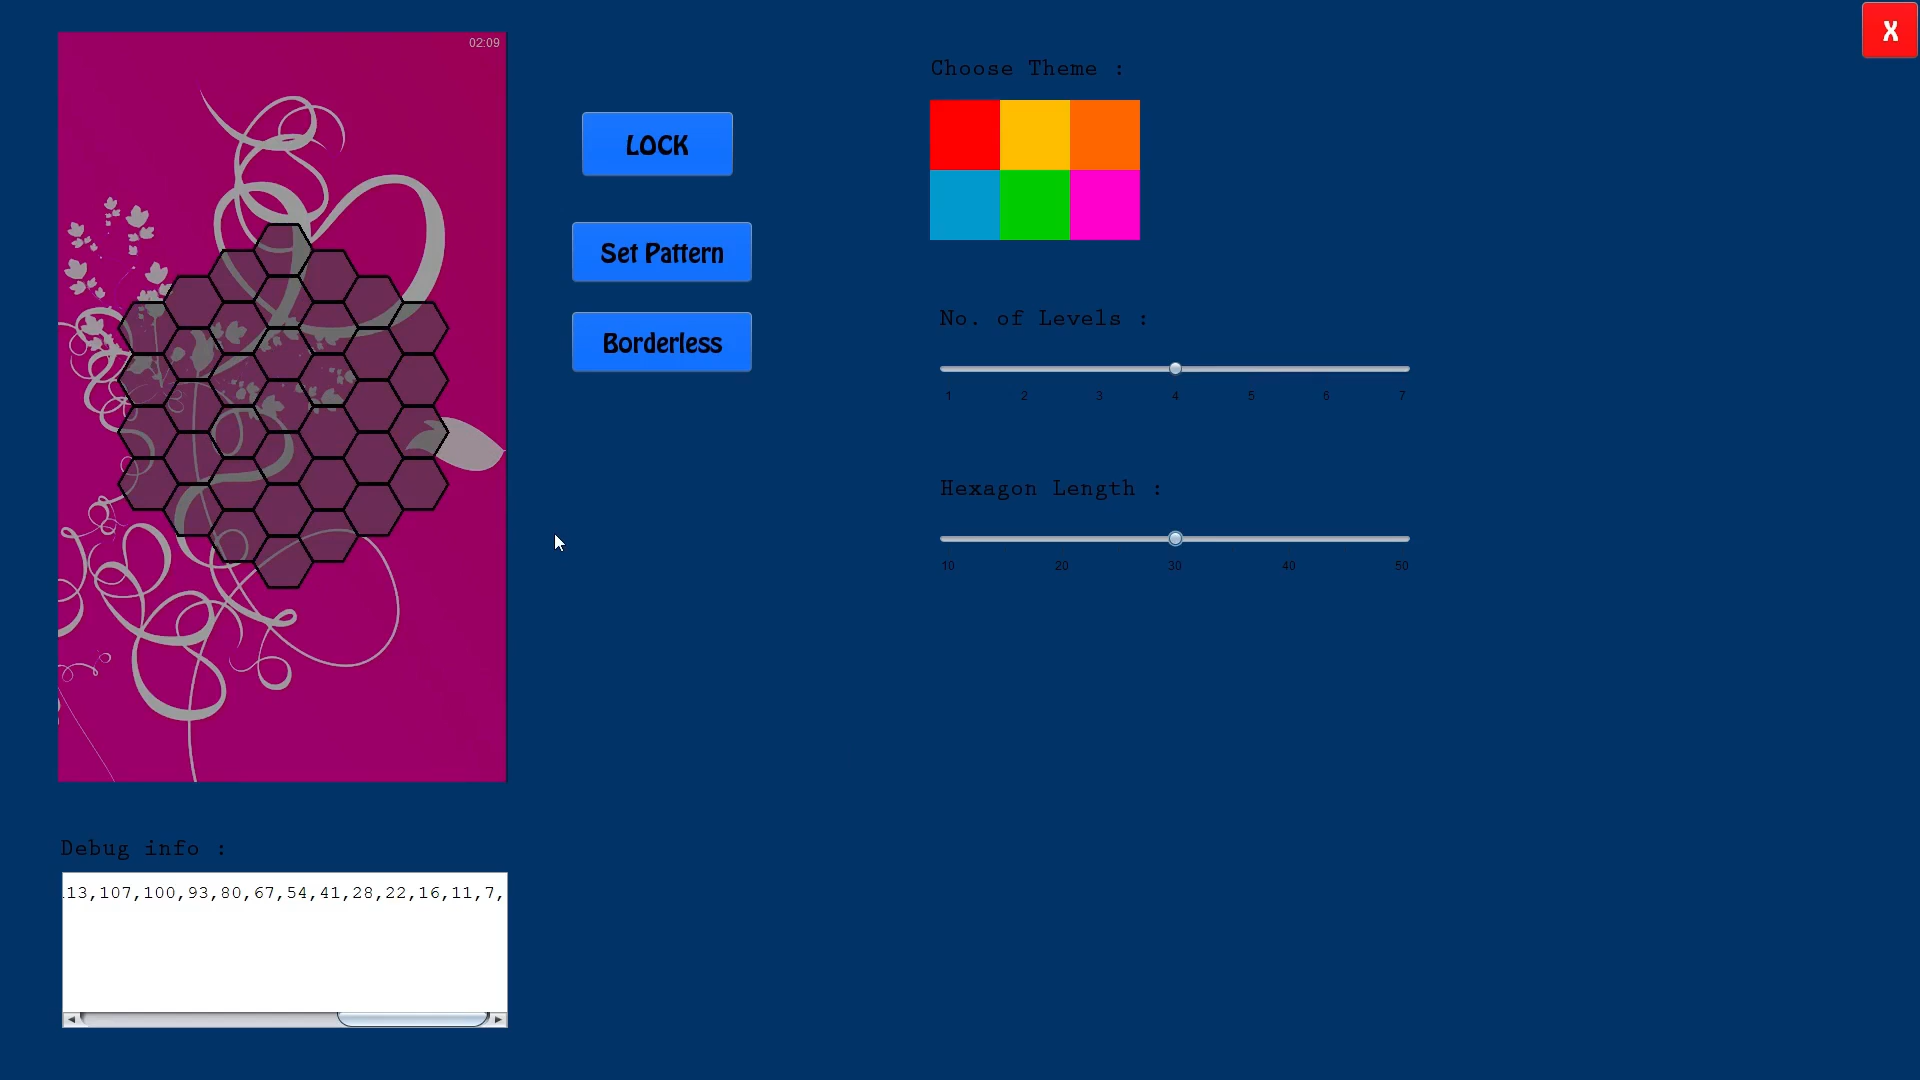 X
02:09
LOCK
Set Pattern
Borderless
Choose Theme :
No. of Levels :
1 2 3 4 5 6 7
Hexagon Length :
10 20 30 40 50
Debug info :
13,107,100,93,80,67,54,41,28,22,16,11,7,